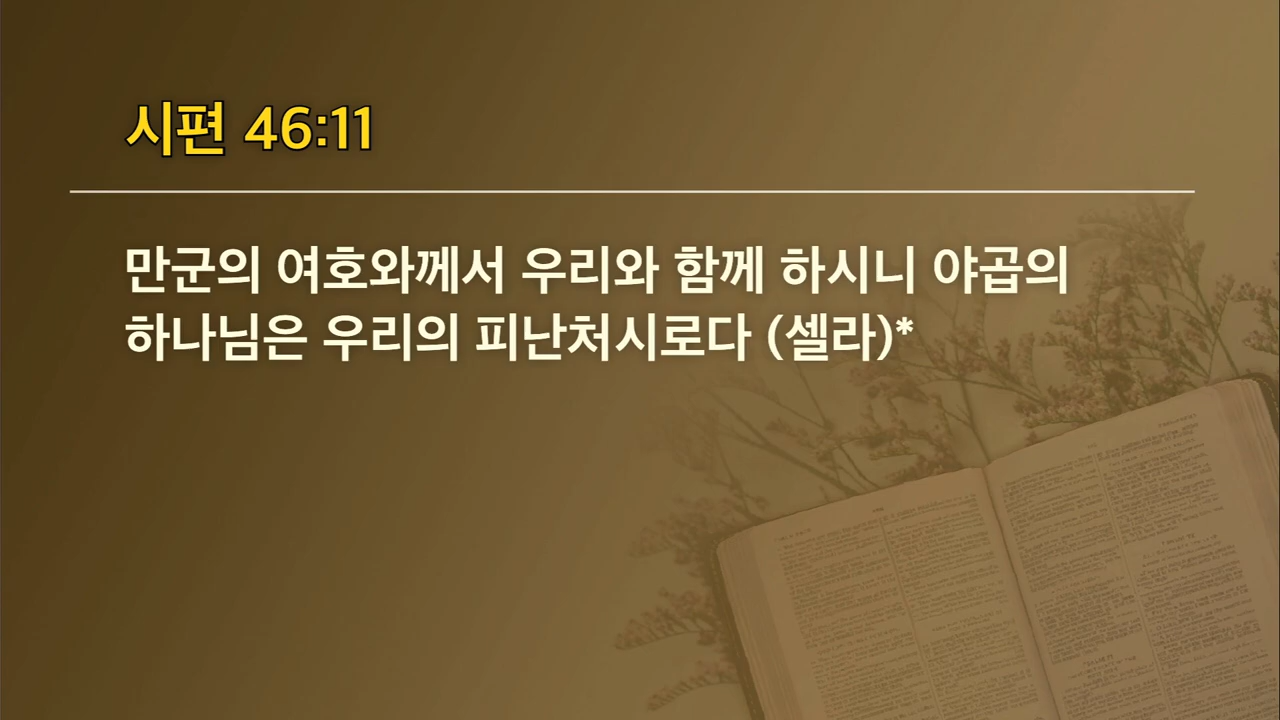 시편 46:11
만군의 여호와께서 우리와 함께 하시니 야곱의
하나님은 우리의 피난처시로다 (셀라)*